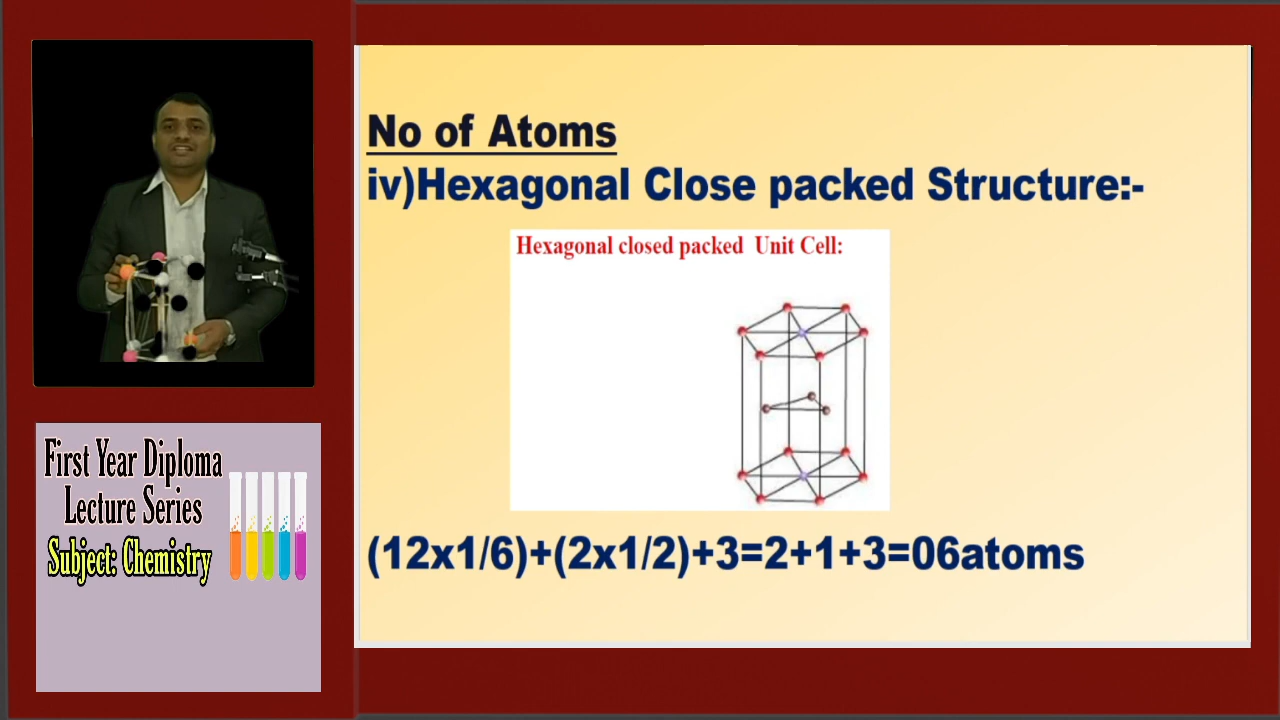 No of Atoms
iv)Hexagonal Close packed Structure:-
Hexagonal closed packed Unit Cell:
(12x1/6)+(2x1/2)+3=2+1+3=06atoms
First Year Diploma
Lecture Series
Subject: Chemistry